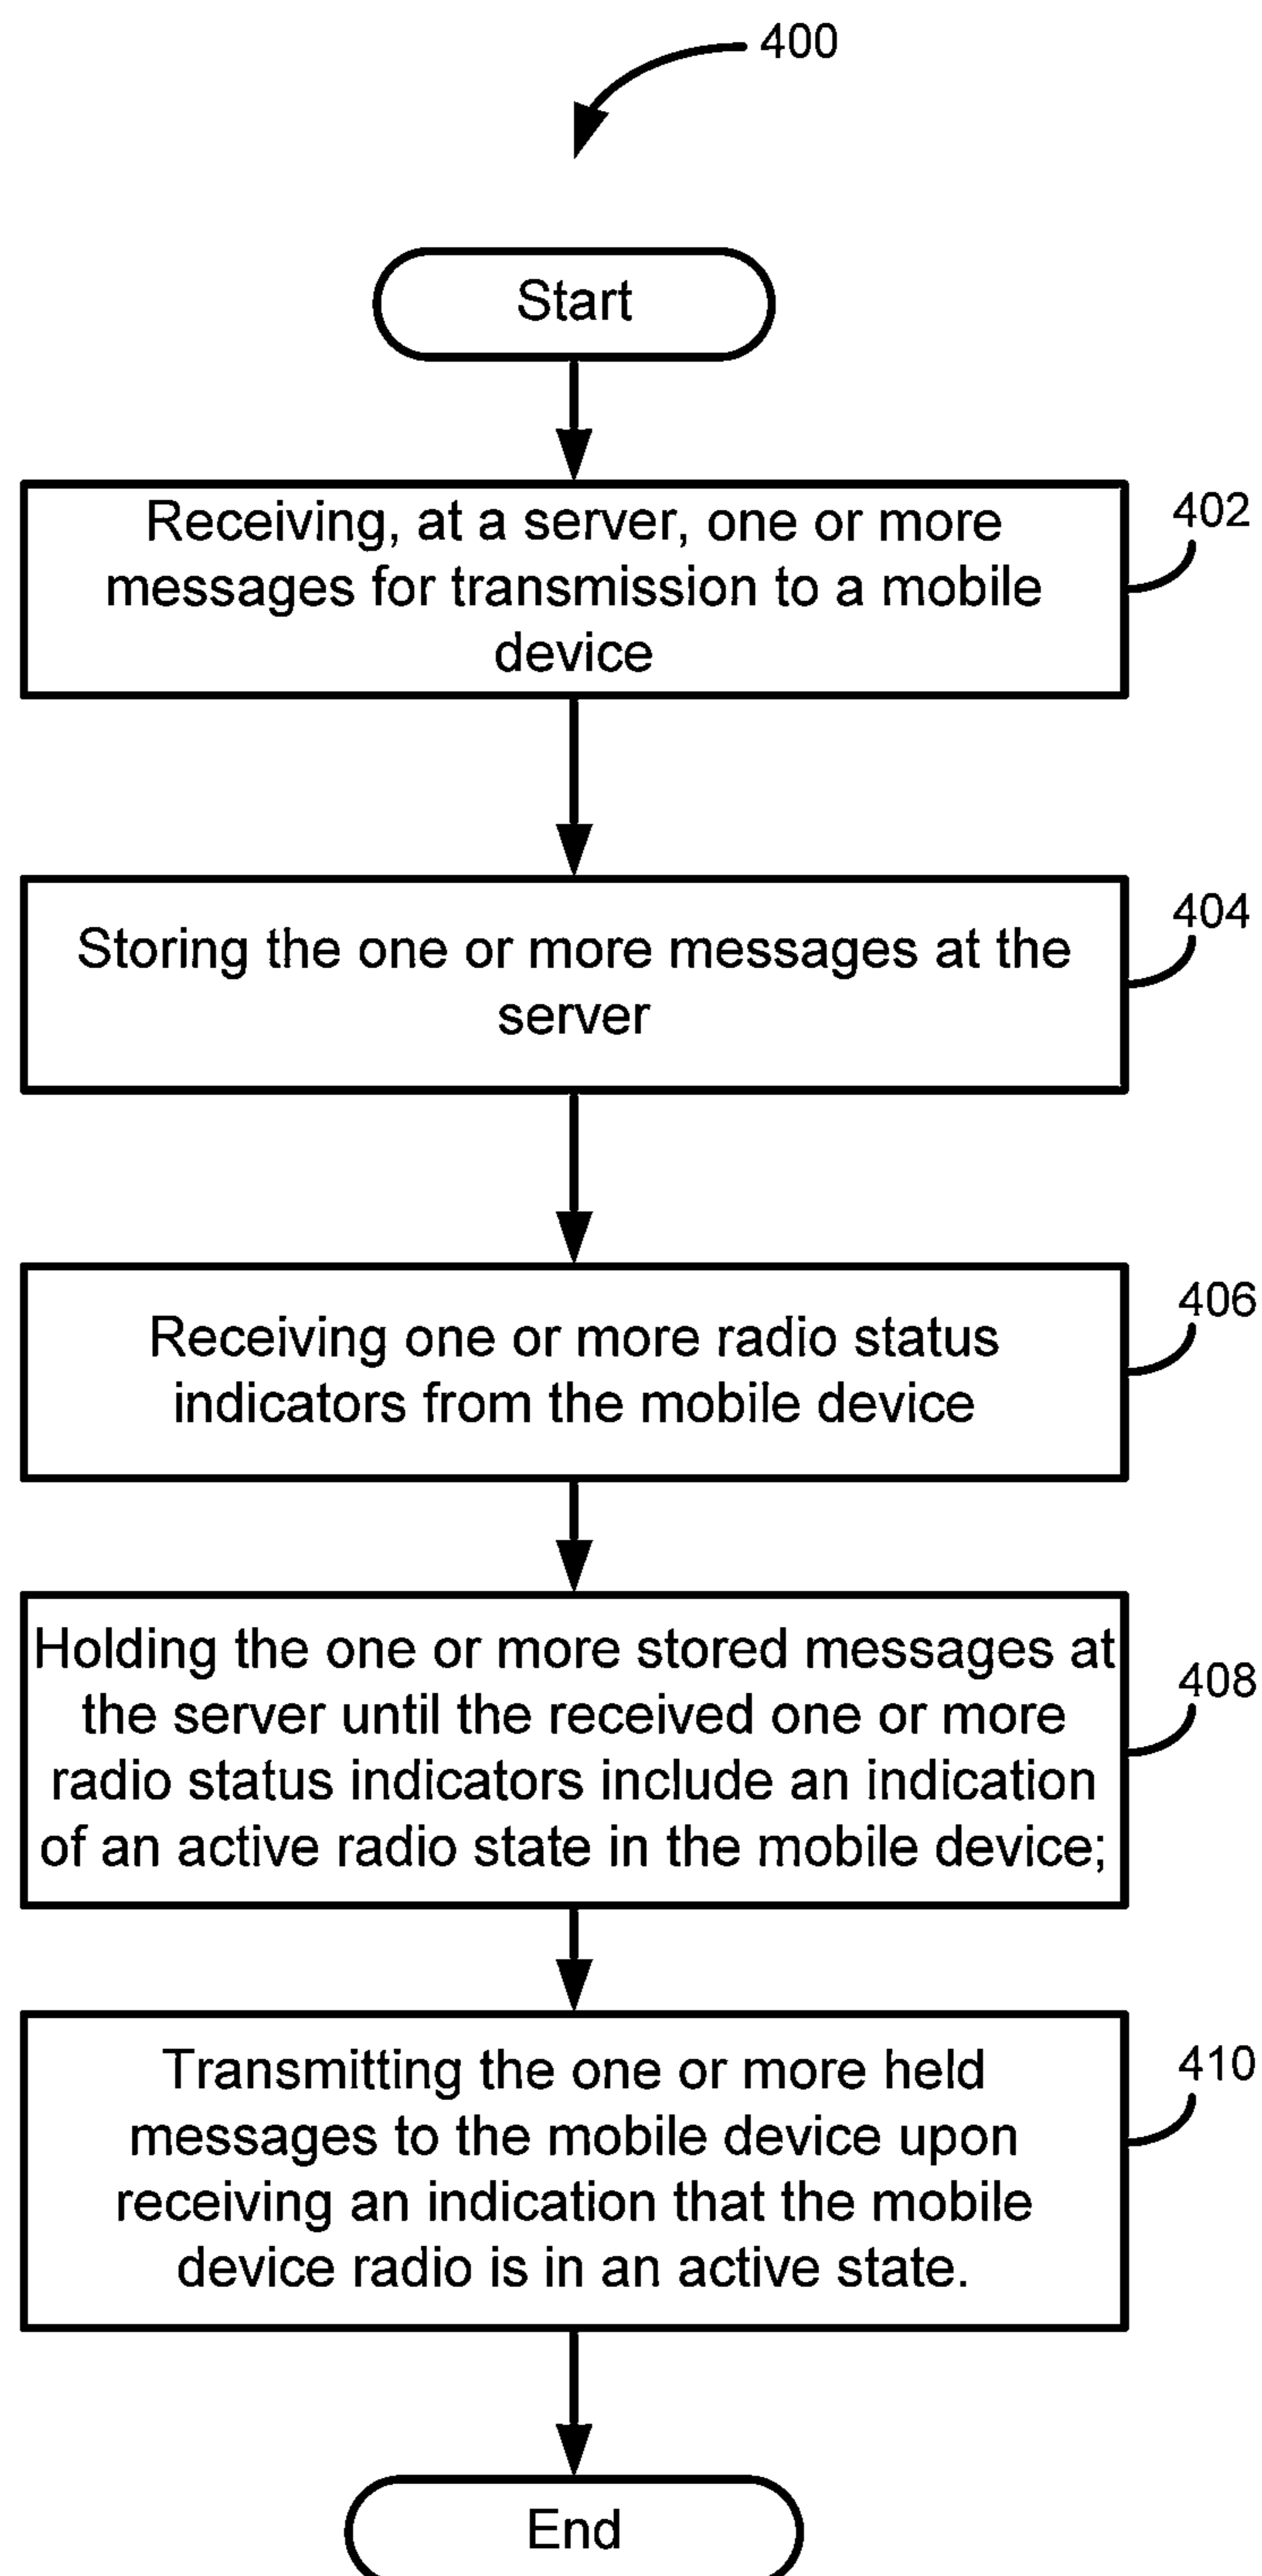 400
Start
Receiving, at a server, one or more
messages for transmission to a mobile
device
402
Storing the one or more messages at the
server
404
Receiving one or more radio status
indicators from the mobile device
406
Holding the one or more stored messages at
the server until the received one or more
radio status indicators include an indication
of an active radio state in the mobile device;
408
Transmitting the one or more held
messages to the mobile device upon
receiving an indication that the mobile
device radio is in an active state.
410
End